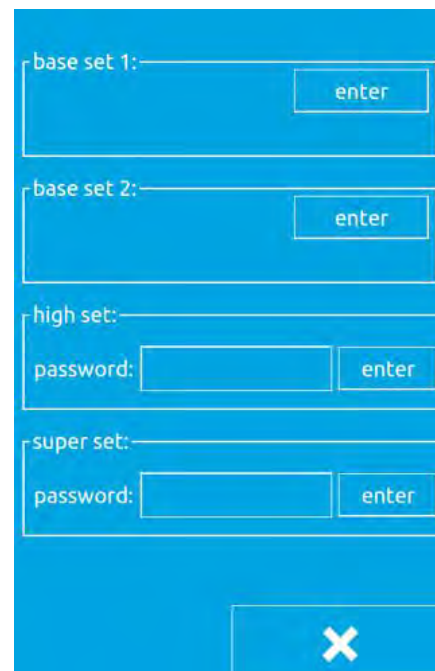 base set 1:
enter
base set 2:
enter
high set:
password:
enter
super set:
password:
enter